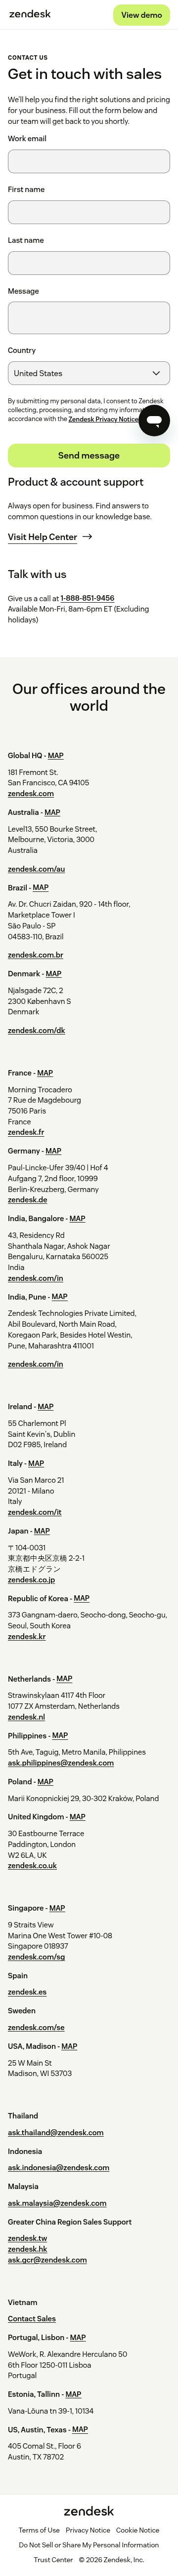 zendesk
View demo
CONTACT US
Get in touch with sales
We'll help you find the right solutions and pricing
for your business. Fill out the form below and
our team will get back to you shortly.
Work email
First name
Last name
Message
Country
United States
By submitting my personal data, I consent to Zendesk
collecting, processing, and storing my information in
accordance with the Zendesk Privacy Notice
Send message
Product & account support
Always open for business. Find answers to
common questions in our knowledge base.
Visit Help Center →
Talk with us
Give us a call at 1-888-851-9456
Available Mon-Fri, 8am-6pm ET (Excluding
holidays)
Our offices around the
world
Global HQ - MAP
181 Fremont St.
San Francisco, CA 94105
zendesk.com
Australia - MAP
Level13, 550 Bourke Street,
Melbourne, Victoria, 3000
Australia
zendesk.com/au
Brazil - MAP
Av. Dr. Chucri Zaidan, 920 - 14th floor,
Marketplace Tower I
São Paulo - SP
04583-110, Brazil
zendesk.com.br
Denmark - MAP
Njalsgade 72C, 2
2300 København S
Denmark
zendesk.com/dk
France - MAP
Morning Trocadero
7 Rue de Magdebourg
75016 Paris
France
zendesk.fr
Germany - MAP
Paul-Lincke-Ufer 39/40 | Hof 4
Aufgang 7, 2nd floor, 10999
Berlin-Kreuzberg, Germany
zendesk.de
India, Bangalore - MAP
43, Residency Rd
Shanthala Nagar, Ashok Nagar
Bengaluru, Karnataka 560025
India
zendesk.com/in
India, Pune - MAP
Zendesk Technologies Private Limited,
Abil Boulevard, North Main Road,
Koregaon Park, Besides Hotel Westin,
Pune, Maharashtra 411001
zendesk.com/in
Ireland - MAP
55 Charlemont Pl
Saint Kevin's, Dublin
D02 F985, Ireland
Italy - MAP
Via San Marco 21
20121 - Milano
Italy
zendesk.com/it
Japan - MAP
〒104-0031
東京都中央区京橋 2-2-1
京橋エドグラン
zendesk.co.jp
Republic of Korea - MAP
373 Gangnam-daero, Seocho-dong, Seocho-gu,
Seoul, South Korea
zendesk.kr
Netherlands - MAP
Strawinskylaan 4117 4th Floor
1077 ZX Amsterdam, Netherlands
zendesk.nl
Philippines - MAP
5th Ave, Taguig, Metro Manila, Philippines
ask.philippines@zendesk.com
Poland - MAP
Marii Konopnickiej 29, 30-302 Kraków, Poland
United Kingdom - MAP
30 Eastbourne Terrace
Paddington, London
W2 6LA, UK
zendesk.co.uk
Singapore - MAP
9 Straits View
Marina One West Tower #10-08
Singapore 018937
zendesk.com/sg
Spain
zendesk.es
Sweden
zendesk.com/se
USA, Madison - MAP
25 W Main St
Madison, WI 53703
Thailand
ask.thailand@zendesk.com
Indonesia
ask.indonesia@zendesk.com
Malaysia
ask.malaysia@zendesk.com
Greater China Region Sales Support
zendesk.tw
zendesk.hk
ask.gcr@zendesk.com
Vietnam
Contact Sales
Portugal, Lisbon - MAP
WeWork, R. Alexandre Herculano 50
6th Floor 1250-011 Lisboa
Portugal
Estonia, Tallinn - MAP
Vana-Lõuna tn 39-1, 10134
US, Austin, Texas - MAP
405 Comal St., Floor 6
Austin, TX 78702
zendesk
Terms of Use Privacy Notice Cookie Notice
Do Not Sell or Share My Personal Information
Trust Center © 2026 Zendesk, Inc.